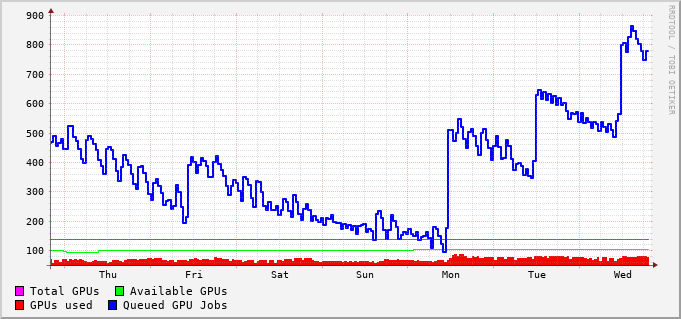 900
800
700
600
500
400
300
200
100
Thu Fri Sat Sun Mon Tue Wed
Total GPUs Available GPUs
GPUs used Queued GPU Jobs
RRDTOOL / TOBI OETIKER